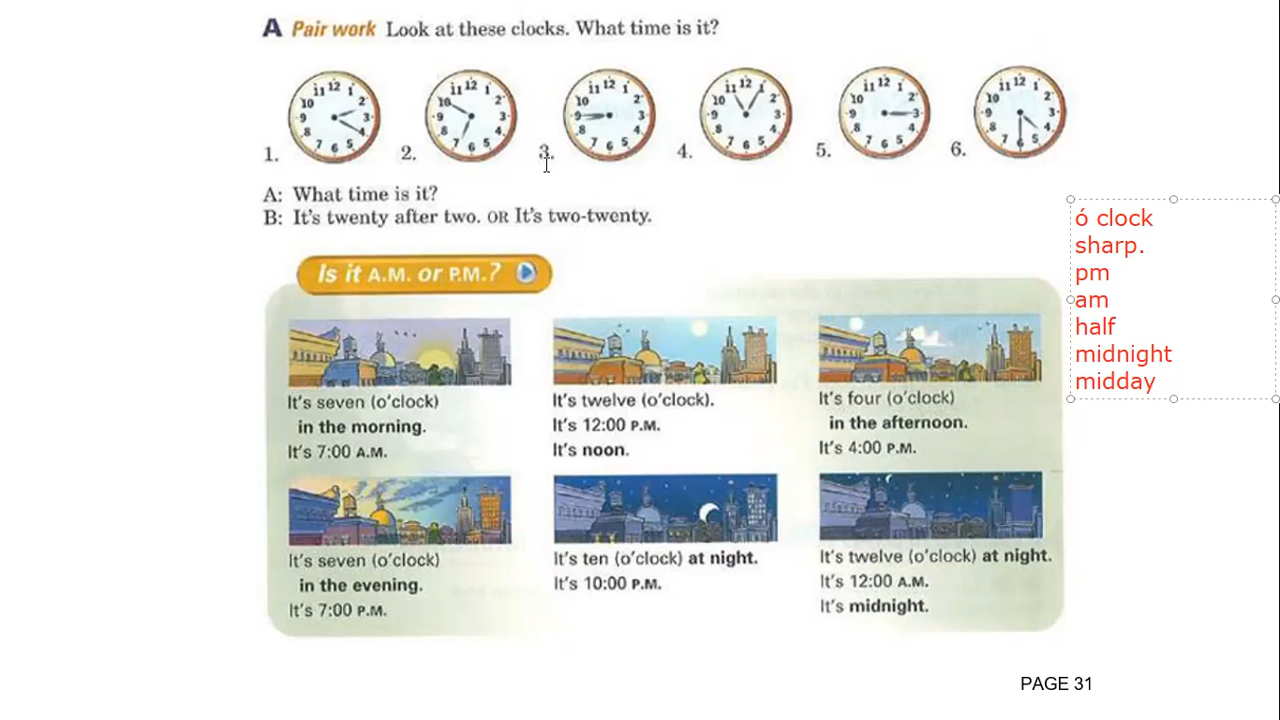 A Pair work Look at these clocks. What time is it?
1. 2. 3. 4. 5. 6.
A: What time is it?
B: It's twenty after two. OR It's two-twenty.
Is it A.M. or P.M.?
It's seven (o'clock)
in the morning.
It's 7:00 A.M.
It's twelve (o'clock).
It's 12:00 P.M.
It's noon.
It's four (o'clock)
in the afternoon.
It's 4:00 P.M.
It's seven (o'clock)
in the evening.
It's 7:00 P.M.
It's ten (o'clock) at night.
It's 10:00 P.M.
It's twelve (o'clock) at night.
It's 12:00 A.M.
It's midnight.
ó clock
sharp.
pm
am
half
midnight
midday
PAGE 31